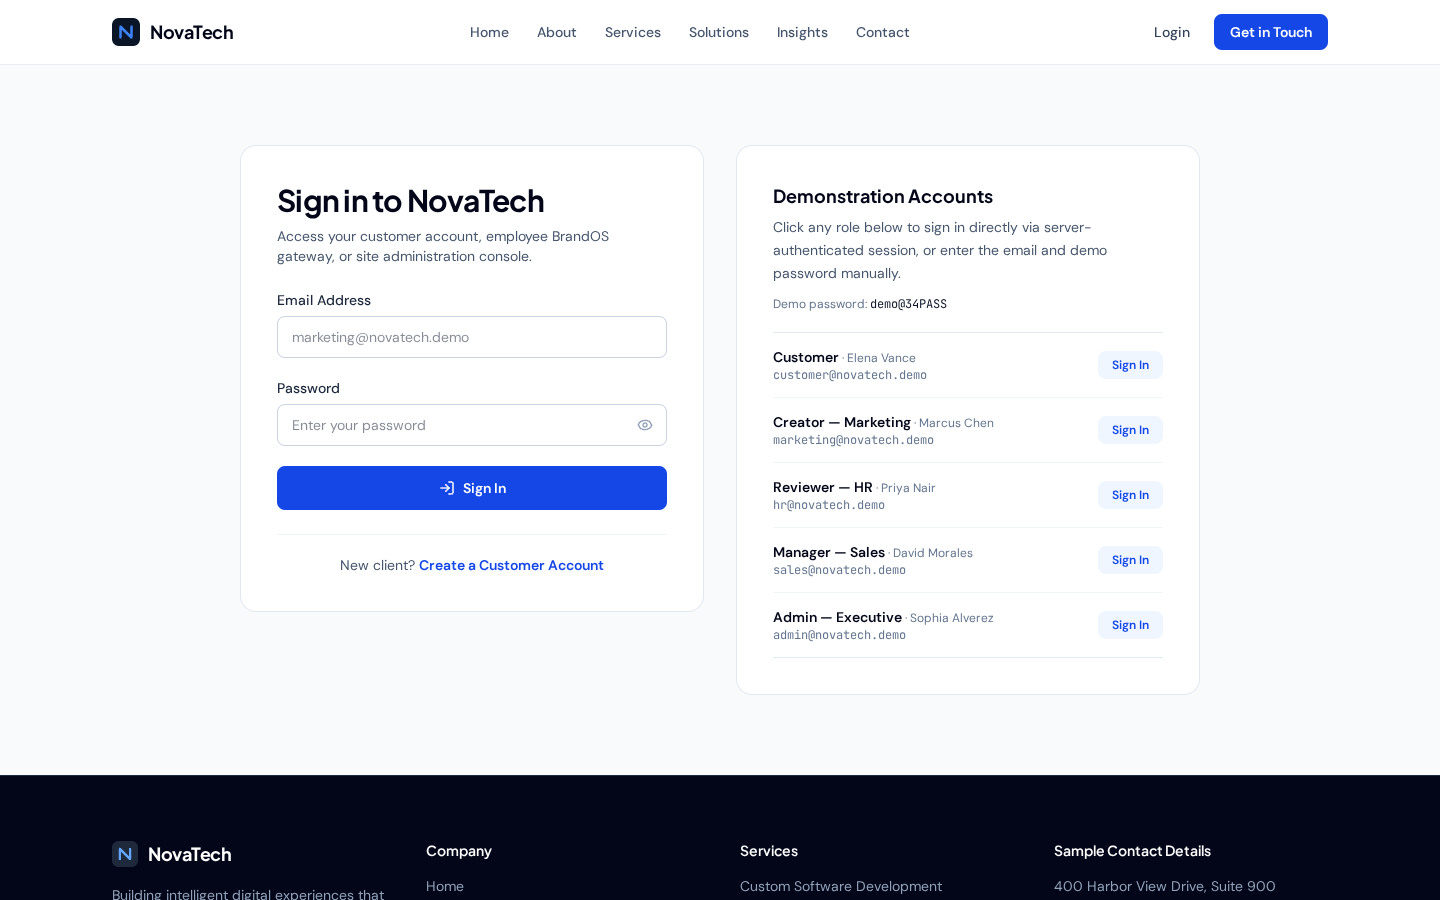 NovaTech
Home
About
Services
Solutions
Insights
Contact
Login
Get in Touch
Sign in to NovaTech
Access your customer account, employee BrandOS
gateway, or site administration console.
Email Address
marketing@novatech.demo
Password
Enter your password
Sign In
New client? Create a Customer Account
Demonstration Accounts
Click any role below to sign in directly via server-
authenticated session, or enter the email and demo
password manually.
Demo password: demo@34PASS
Customer · Elena Vance
customer@novatech.demo
Sign In
Creator — Marketing · Marcus Chen
marketing@novatech.demo
Sign In
Reviewer — HR · Priya Nair
hr@novatech.demo
Sign In
Manager — Sales · David Morales
sales@novatech.demo
Sign In
Admin — Executive · Sophia Alverez
admin@novatech.demo
Sign In
NovaTech
Building intelligent digital experiences that
Company
Home
Services
Custom Software Development
Sample Contact Details
400 Harbor View Drive, Suite 900